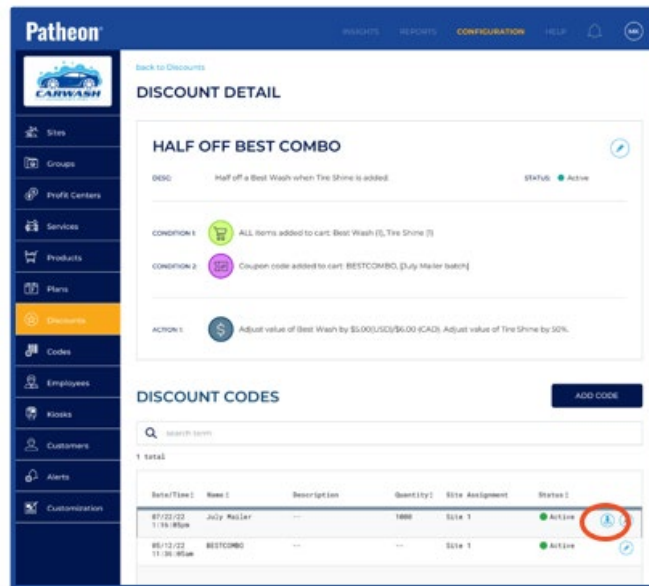 Patheon
INSIGHTS REPORTS CONFIGURATION HELP MK
CARWASH
Sites
Groups
Profit Centers
Services
Products
Plans
Discounts
Codes
Employees
Kiosks
Customers
Alerts
Customization
back to Discounts
DISCOUNT DETAIL
HALF OFF BEST COMBO
DESC: Half off a Best Wash when Tire Shine is added. STATUS: Active
CONDITION 1: ALL items added to cart: Best Wash (1), Tire Shine (1)
CONDITION 2: Coupon code added to cart: BESTCOMBO, [July Mailer batch]
ACTION 1: Adjust value of Best Wash by $5.00(USD)/$6.00 (CAD). Adjust value of Tire Shine by 50%.
DISCOUNT CODES
ADD CODE
search term
1 total
Date/Time Name Description Quantity Site Assignment Status
07/22/22 July Mailer -- 1000 Site 1 Active
1:16:05pm
05/12/22 BESTCOMBO -- -- Site 1 Active
11:36:05am